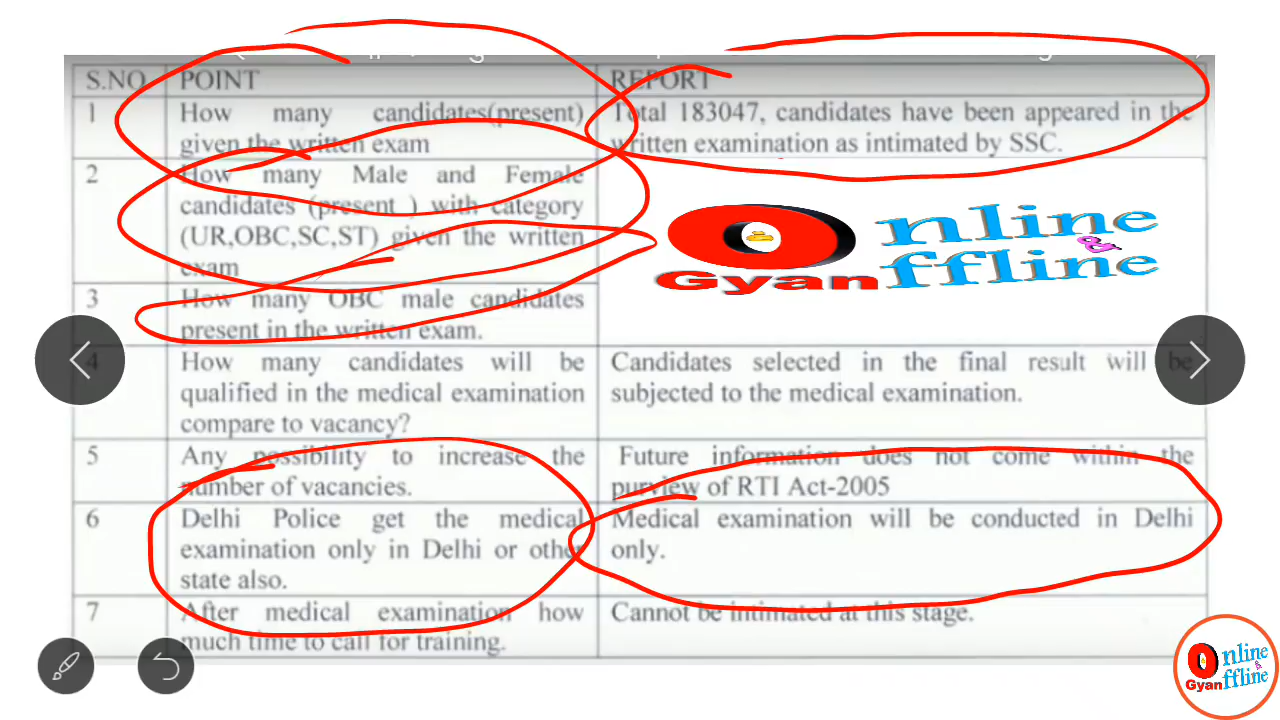 S.NO POINT REPORT
1 How many candidates(present) Total 183047, candidates have been appeared in the
given the written exam written examination as intimated by SSC.
2 How many Male and Female
candidates (present ) with category
(UR,OBC,SC,ST) given the written
exam
3 How many OBC male candidates
present in the written exam.
Online
&
Gyan Offline
4 How many candidates will be Candidates selected in the final result will be
qualified in the medical examination subjected to the medical examination.
compare to vacancy?
5 Any possibility to increase the Future information does not come within the
number of vacancies. purview of RTI Act-2005
6 Delhi Police get the medical Medical examination will be conducted in Delhi
examination only in Delhi or other only.
state also.
7 After medical examination how Cannot be intimated at this stage.
much time to call for training.
Online
&
Gyan Offline